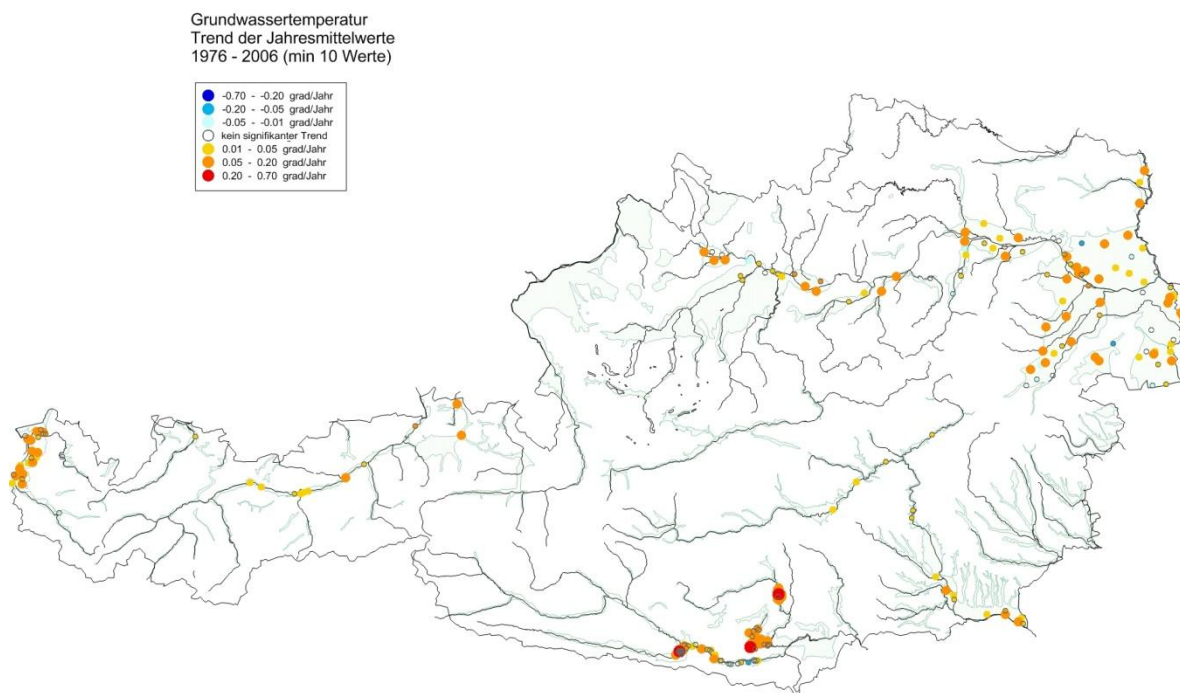 Grundwassertemperatur
Trend der Jahresmittelwerte
1976 - 2006 (min 10 Werte)
-0.70 - -0.20 grad/Jahr
-0.20 - -0.05 grad/Jahr
-0.05 - -0.01 grad/Jahr
kein signifikanter Trend
0.01 - 0.05 grad/Jahr
0.05 - 0.20 grad/Jahr
0.20 - 0.70 grad/Jahr